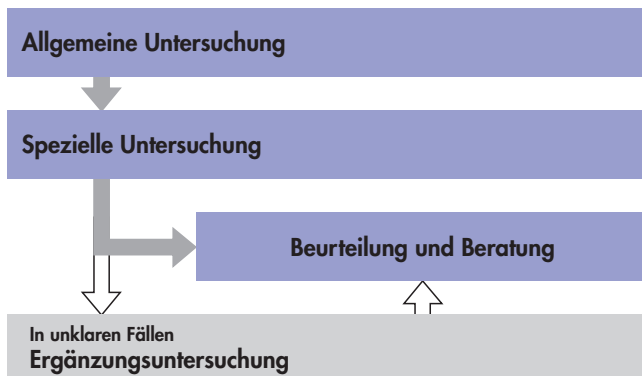 Allgemeine Untersuchung
Spezielle Untersuchung
Beurteilung und Beratung
In unklaren Fällen
Ergänzungsuntersuchung